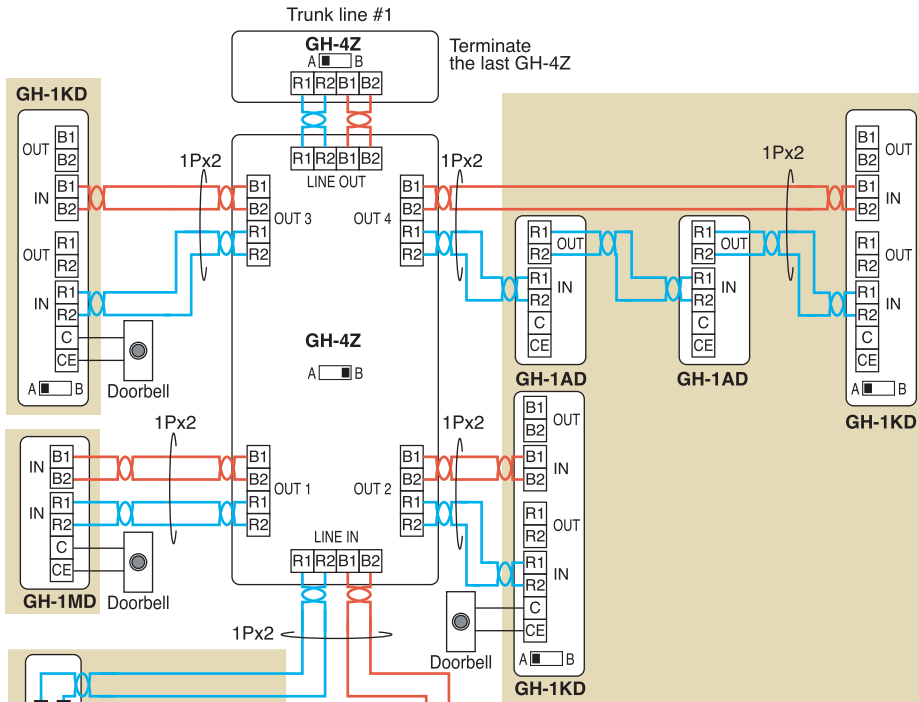 Trunk line #1
GH-4Z
A B
R1 R2 B1 B2
Terminate
the last GH-4Z
GH-1KD
OUT
B1
B2
IN
B1
B2
OUT
R1
R2
IN
R1
R2
C
CE
A B
Doorbell
1Px2
R1 R2 B1 B2
LINE OUT
B1
B2
OUT 3
R1
R2
B1
B2
OUT 4
R1
R2
GH-4Z
A B
B1
B2
OUT 1
R1
R2
B1
B2
OUT 2
R1
R2
LINE IN
R1 R2 B1 B2
1Px2
1Px2
R1
R2
OUT
R1
R2
IN
C
CE
GH-1AD
R1
R2
OUT
R1
R2
IN
C
CE
GH-1AD
1Px2
B1
B2
OUT
B1
B2
IN
R1
R2
OUT
R1
R2
IN
C
CE
A B
GH-1KD
1Px2
IN
B1
B2
IN
R1
R2
C
CE
GH-1MD
Doorbell
1Px2
B1
B2
OUT
B1
B2
IN
R1
R2
OUT
R1
R2
IN
C
CE
A B
GH-1KD
Doorbell